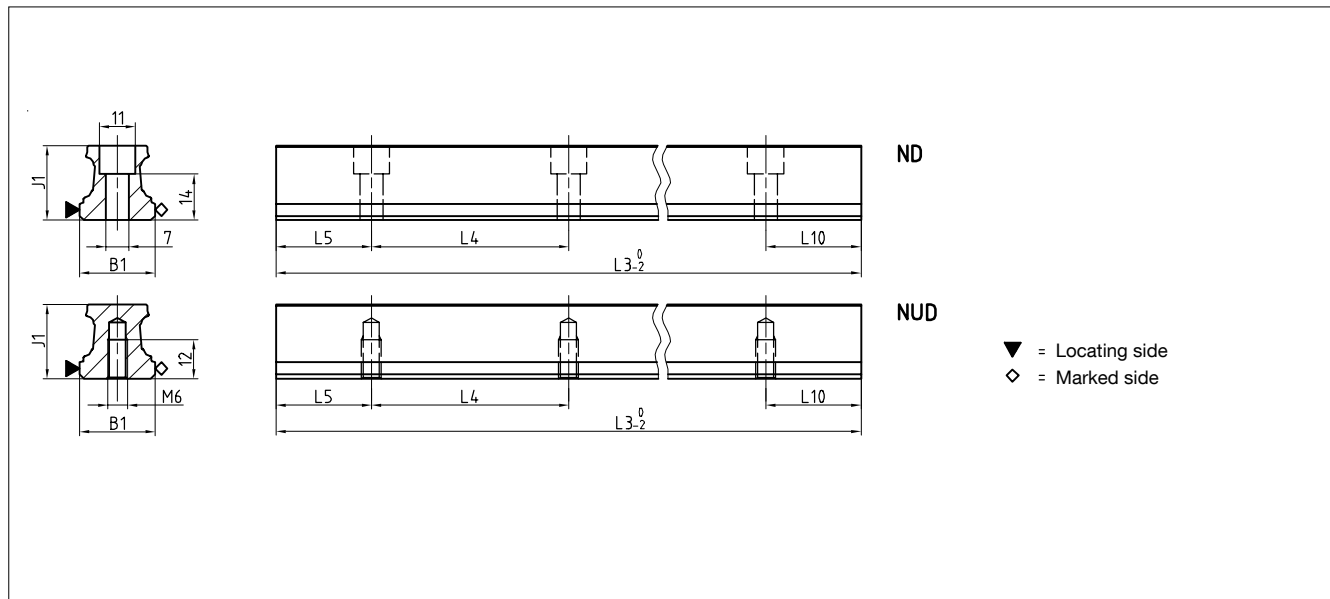 11
J1
14
7
B1
L5
L4
L10
L3 0 -2
ND
J1
12
M6
B1
L5
L4
L10
L3 0 -2
NUD
▼ = Locating side
◇ = Marked side